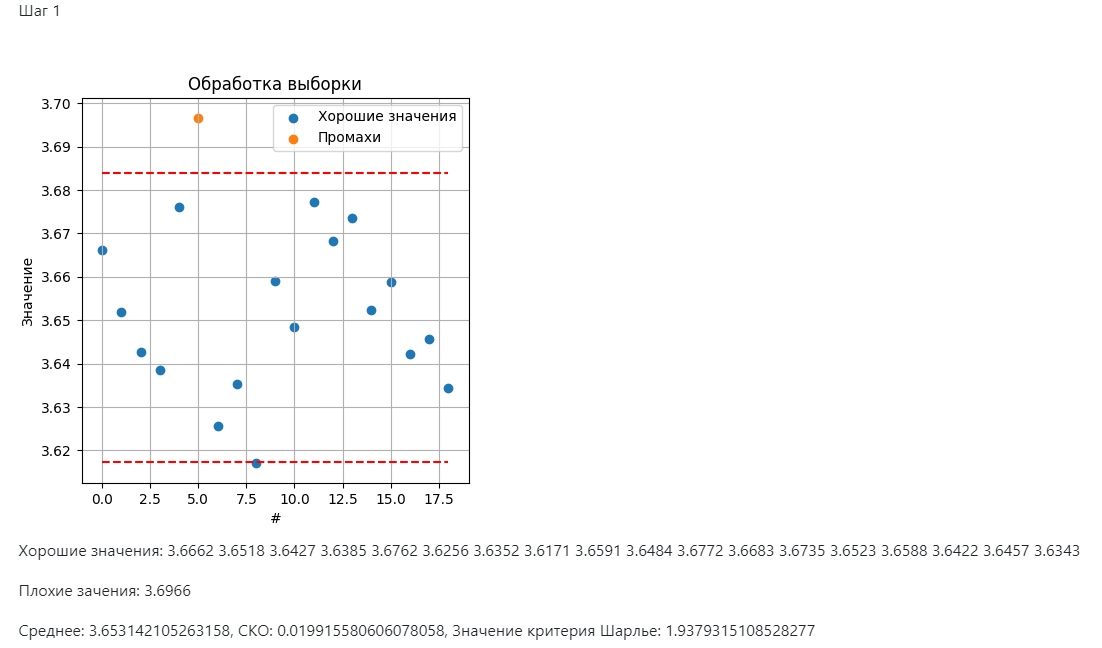 Шаг 1
Обработка выборки
Хорошие значения
Промахи
3.70
3.69
3.68
3.67
3.66
3.65
3.64
3.63
3.62
Значение
0.0 2.5 5.0 7.5 10.0 12.5 15.0 17.5
#
Хорошие значения: 3.6662 3.6518 3.6427 3.6385 3.6762 3.6256 3.6352 3.6171 3.6591 3.6484 3.6772 3.6683 3.6735 3.6523 3.6588 3.6422 3.6457 3.6343
Плохие зачения: 3.6966
Среднее: 3.653142105263158, СКО: 0.019915580606078058, Значение критерия Шарлье: 1.9379315108528277